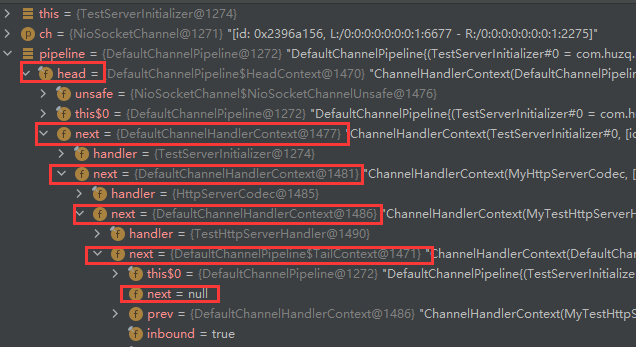 this = {TestServerInitializer@1274}
ch = {NioSocketChannel@1271} "[id: 0x2396a156, L:/0:0:0:0:0:0:0:1:6677 - R:/0:0:0:0:0:0:0:1:2275]"
pipeline = {DefaultChannelPipeline@1272} "DefaultChannelPipeline{(TestServerInitializer#0 = com.huzq.
head = {DefaultChannelPipeline$HeadContext@1470} "ChannelHandlerContext(DefaultChannelPipelin
unsafe = {NioSocketChannel$NioSocketChannelUnsafe@1476}
this$0 = {DefaultChannelPipeline@1272} "DefaultChannelPipeline{(TestServerInitializer#0 = com.h
next = {DefaultChannelHandlerContext@1477} "ChannelHandlerContext(TestServerInitializer#0, [id
handler = {TestServerInitializer@1274}
next = {DefaultChannelHandlerContext@1481} "ChannelHandlerContext(MyHttpServerCodec, [
handler = {HttpServerCodec@1485}
next = {DefaultChannelHandlerContext@1486} "ChannelHandlerContext(MyTestHttpServerH
handler = {TestHttpServerHandler@1490}
next = {DefaultChannelPipeline$TailContext@1471} "ChannelHandlerContext(DefaultCha
this$0 = {DefaultChannelPipeline@1272} "DefaultChannelPipeline{(TestServerInitialize
next = null
prev = {DefaultChannelHandlerContext@1486} "ChannelHandlerContext(MyTestHttpS
inbound = true